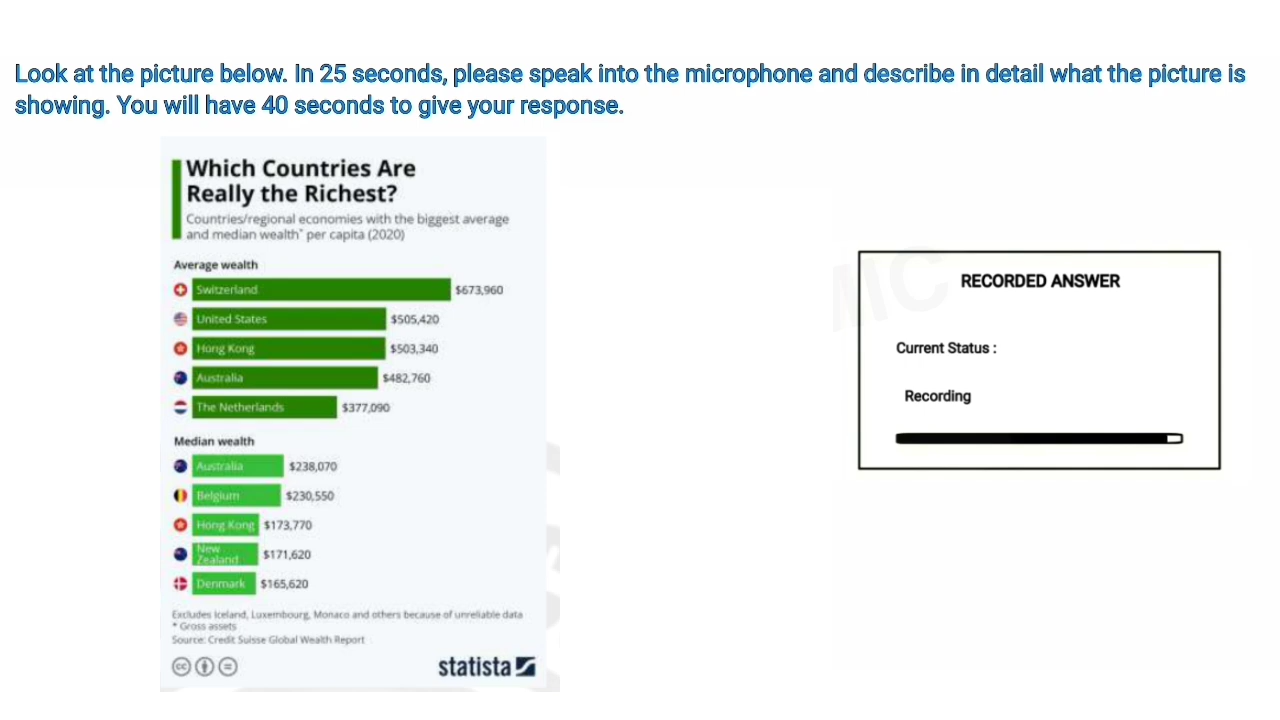 Look at the picture below. In 25 seconds, please speak into the microphone and describe in detail what the picture is
showing. You will have 40 seconds to give your response.
Which Countries Are
Really the Richest?
Countries/regional economies with the biggest average
and median wealth* per capita (2020)
Average wealth
Switzerland $673,960
United States $505,420
Hong Kong $503,340
Australia $482,760
The Netherlands $377,090
Median wealth
Australia $238,070
Belgium $230,550
Hong Kong $173,770
New
Zealand $171,620
Denmark $165,620
Excludes Iceland, Luxembourg, Monaco and others because of unreliable data
* Gross assets
Source: Credit Suisse Global Wealth Report
cc
statista
MC
RECORDED ANSWER
Current Status :
Recording